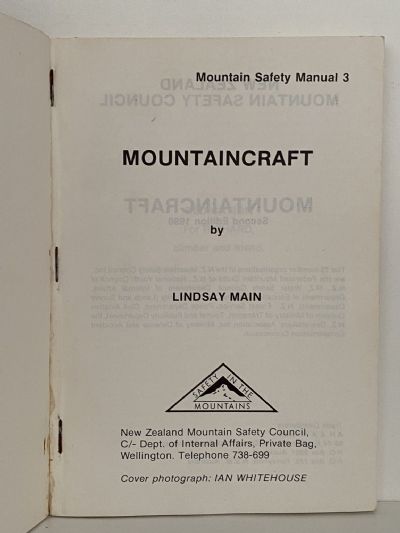 Mountain Safety Manual 3
MOUNTAINCRAFT
by
LINDSAY MAIN
SAFETY IN THE
MOUNTAINS
New Zealand Mountain Safety Council,
C/- Dept. of Internal Affairs, Private Bag,
Wellington. Telephone 738-699
Cover photograph: IAN WHITEHOUSE